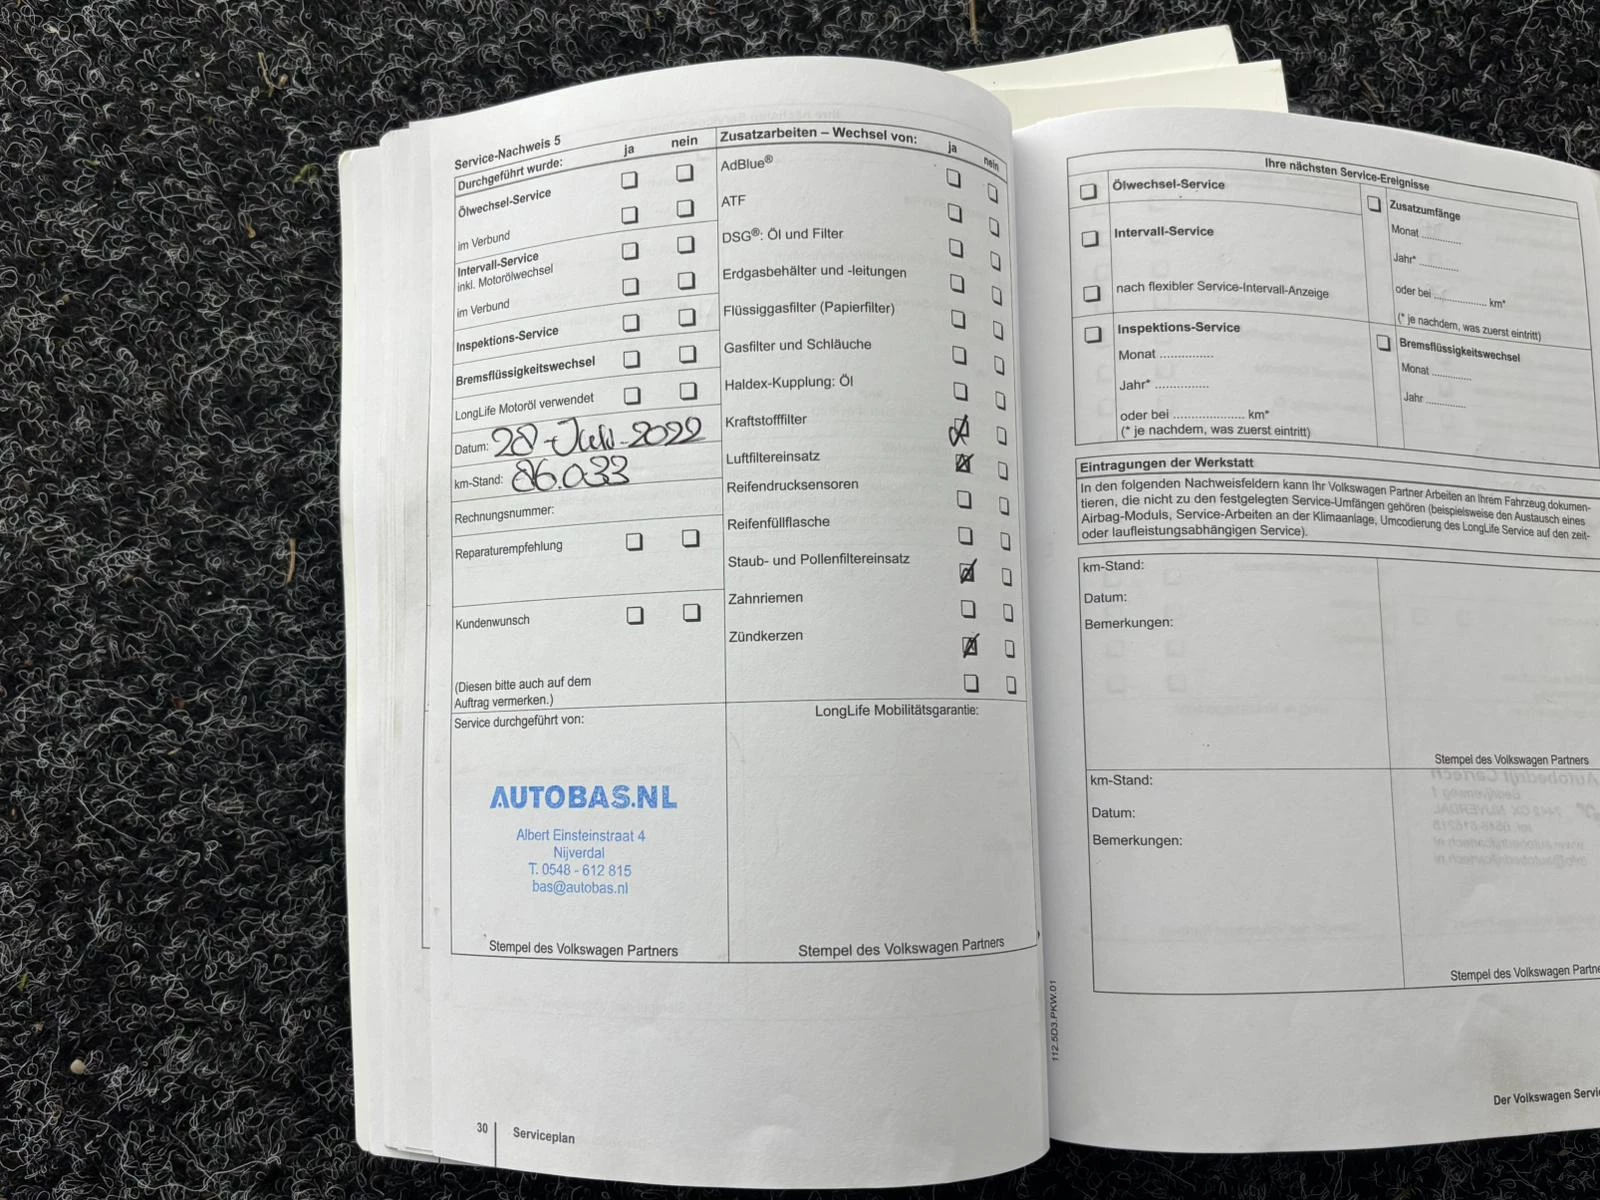 Service-Nachweis 5
Durchgeführt wurde: ja nein
Ölwechsel-Service
im Verbund
Intervall-Service
inkl. Motorölwechsel
im Verbund
Inspektions-Service
Bremsflüssigkeitswechsel
LongLife Motoröl verwendet
Datum: 28-Juli-2022
km-Stand: 86.033
Rechnungsnummer:
Reparaturempfehlung
Kundenwunsch
(Diesen bitte auch auf dem
Auftrag vermerken.)
Service durchgeführt von:
AUTOBAS.NL
Albert Einsteinstraat 4
Nijverdal
T. 0548 - 612 815
bas@autobas.nl
Stempel des Volkswagen Partners
Zusatzarbeiten – Wechsel von: ja nein
AdBlue®
ATF
DSG®: Öl und Filter
Erdgasbehälter und -leitungen
Flüssiggasfilter (Papierfilter)
Gasfilter und Schläuche
Haldex-Kupplung: Öl
Kraftstofffilter
Luftfiltereinsatz
Reifendrucksensoren
Reifenfüllflasche
Staub- und Pollenfiltereinsatz
Zahnriemen
Zündkerzen
LongLife Mobilitätsgarantie:
Stempel des Volkswagen Partners
30 Serviceplan
112.5D3.PKW.01
Ihre nächsten Service-Ereignisse
Ölwechsel-Service
Intervall-Service
nach flexibler Service-Intervall-Anzeige
Inspektions-Service
Monat ...............
Jahr* ...............
oder bei .................... km*
(* je nachdem, was zuerst eintritt)
Zusatzumfänge
Monat .............
Jahr* .............
oder bei .................. km*
(* je nachdem, was zuerst eintritt)
Bremsflüssigkeitswechsel
Monat .............
Jahr .............
Eintragungen der Werkstatt
In den folgenden Nachweisfeldern kann Ihr Volkswagen Partner Arbeiten an Ihrem Fahrzeug dokumen-
tieren, die nicht zu den festgelegten Service-Umfängen gehören (beispielsweise den Austausch eines
Airbag-Moduls, Service-Arbeiten an der Klimaanlage, Umcodierung des LongLife Service auf den zeit-
oder laufleistungsabhängigen Service).
km-Stand:
Datum:
Bemerkungen:
Stempel des Volkswagen Partners
km-Stand:
Datum:
Bemerkungen:
Stempel des Volkswagen Partne
Der Volkswagen Servi